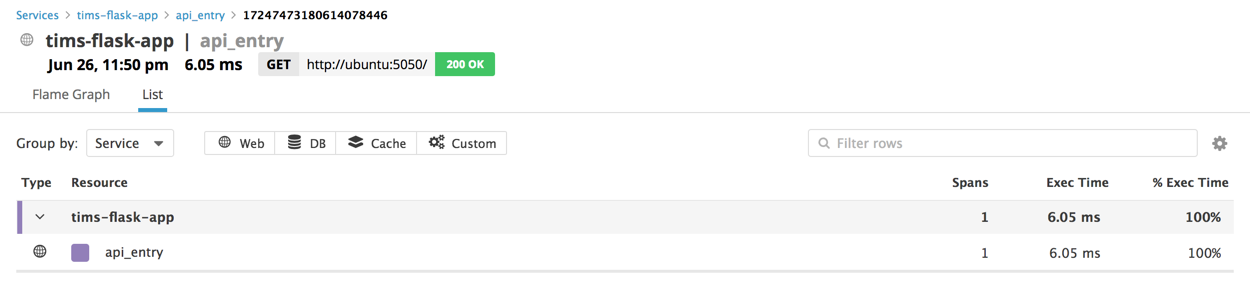 Services > tims-flask-app > api_entry > 17247473180614078446
tims-flask-app | api_entry
Jun 26, 11:50 pm 6.05 ms GET http://ubuntu:5050/ 200 OK
Flame Graph List
Group by: Service Web DB Cache Custom Filter rows
Type Resource Spans Exec Time % Exec Time
tims-flask-app 1 6.05 ms 100%
api_entry 1 6.05 ms 100%